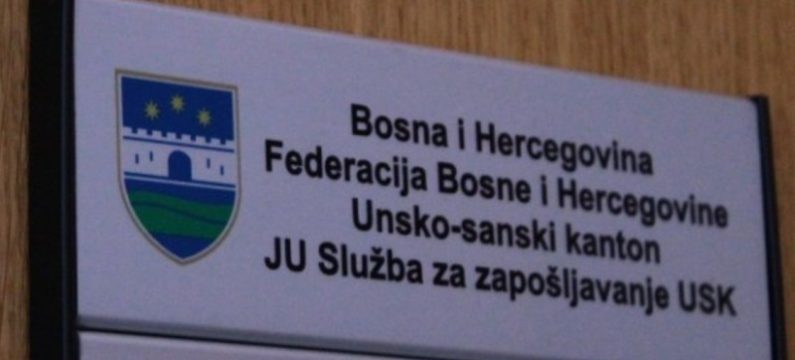 Bosna i Hercegovina
Federacija Bosne i Hercegovine
Unsko-sanski kanton
JU Služba za zapošljavanje USK